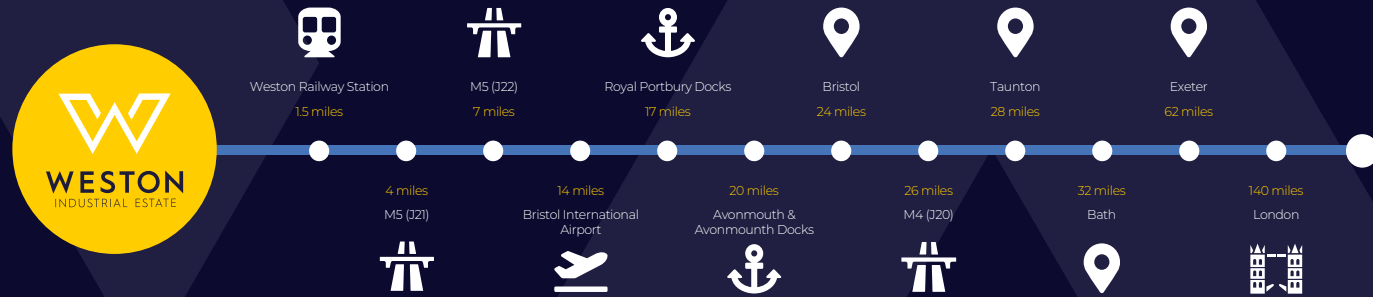 WESTON
INDUSTRIAL ESTATE
Weston Railway Station
1.5 miles
4 miles
M5 (J21)
M5 (J22)
7 miles
14 miles
Bristol International
Airport
Royal Portbury Docks
17 miles
20 miles
Avonmouth &
Avonmounth Docks
Bristol
24 miles
26 miles
M4 (J20)
Taunton
28 miles
32 miles
Bath
Exeter
62 miles
140 miles
London